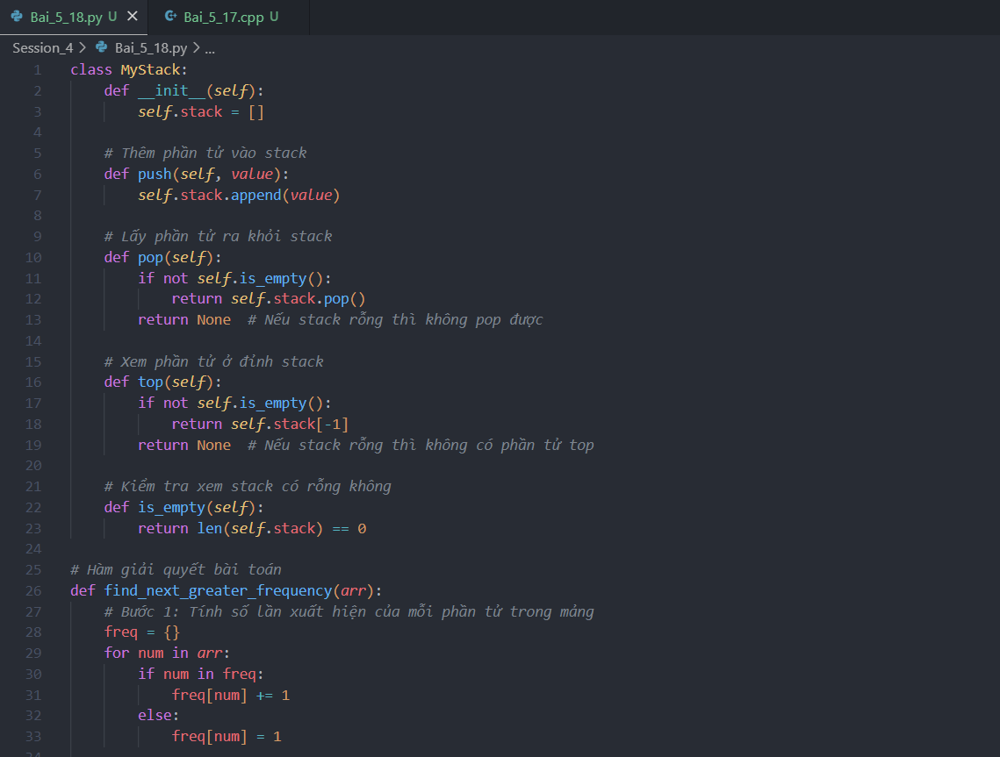 Bai_5_18.py U
Bai_5_17.cpp U
Session_4 > Bai_5_18.py > ...
1 class MyStack:
2     def __init__(self):
3         self.stack = []
4
5     # Thêm phần tử vào stack
6     def push(self, value):
7         self.stack.append(value)
8
9     # Lấy phần tử ra khỏi stack
10     def pop(self):
11         if not self.is_empty():
12             return self.stack.pop()
13         return None  # Nếu stack rỗng thì không pop được
14
15     # Xem phần tử ở đỉnh stack
16     def top(self):
17         if not self.is_empty():
18             return self.stack[-1]
19         return None  # Nếu stack rỗng thì không có phần tử top
20
21     # Kiểm tra xem stack có rỗng không
22     def is_empty(self):
23         return len(self.stack) == 0
24
25 # Hàm giải quyết bài toán
26 def find_next_greater_frequency(arr):
27     # Bước 1: Tính số lần xuất hiện của mỗi phần tử trong mảng
28     freq = {}
29     for num in arr:
30         if num in freq:
31             freq[num] += 1
32         else:
33             freq[num] = 1